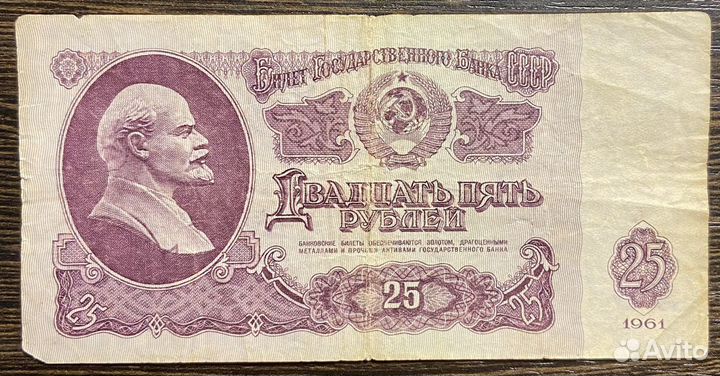 Билет Государственного Банка СССР
Двадцать пять
рублей
БАНКОВСКИЕ БИЛЕТЫ ОБЕСПЕЧИВАЮТСЯ ЗОЛОТОМ, ДРАГОЦЕННЫМИ
МЕТАЛЛАМИ И ПРОЧИМИ АКТИВАМИ ГОСУДАРСТВЕННОГО БАНКА
25
25
25
25
1961
Avito